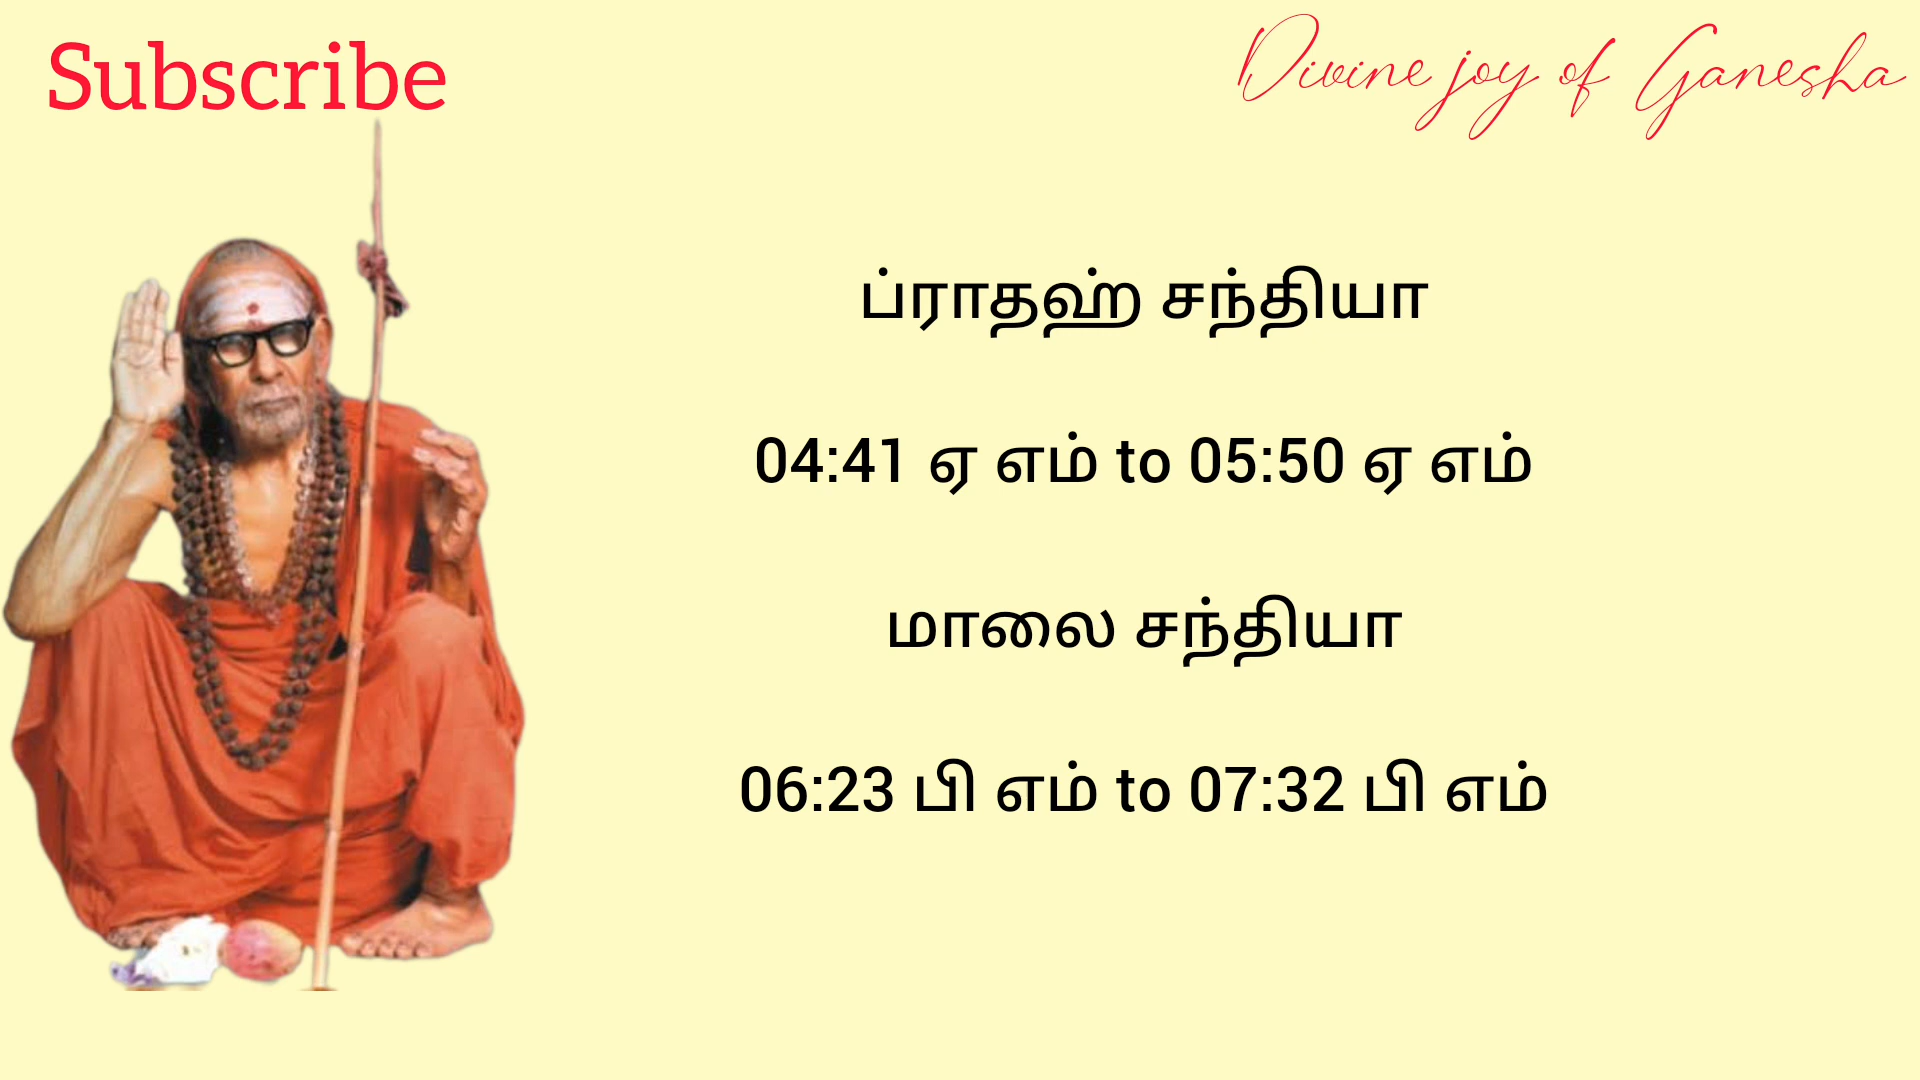 Subscribe
Divine joy of Ganesha
ப்ராதஹ் சந்தியா
04:41 ஏ எம் to 05:50 ஏ எம்
மாலை சந்தியா
06:23 பி எம் to 07:32 பி எம்